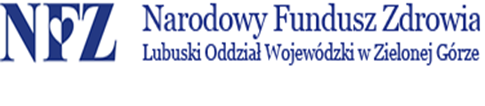 NFZ Narodowy Fundusz Zdrowia
Lubuski Oddział Wojewódzki w Zielonej Górze